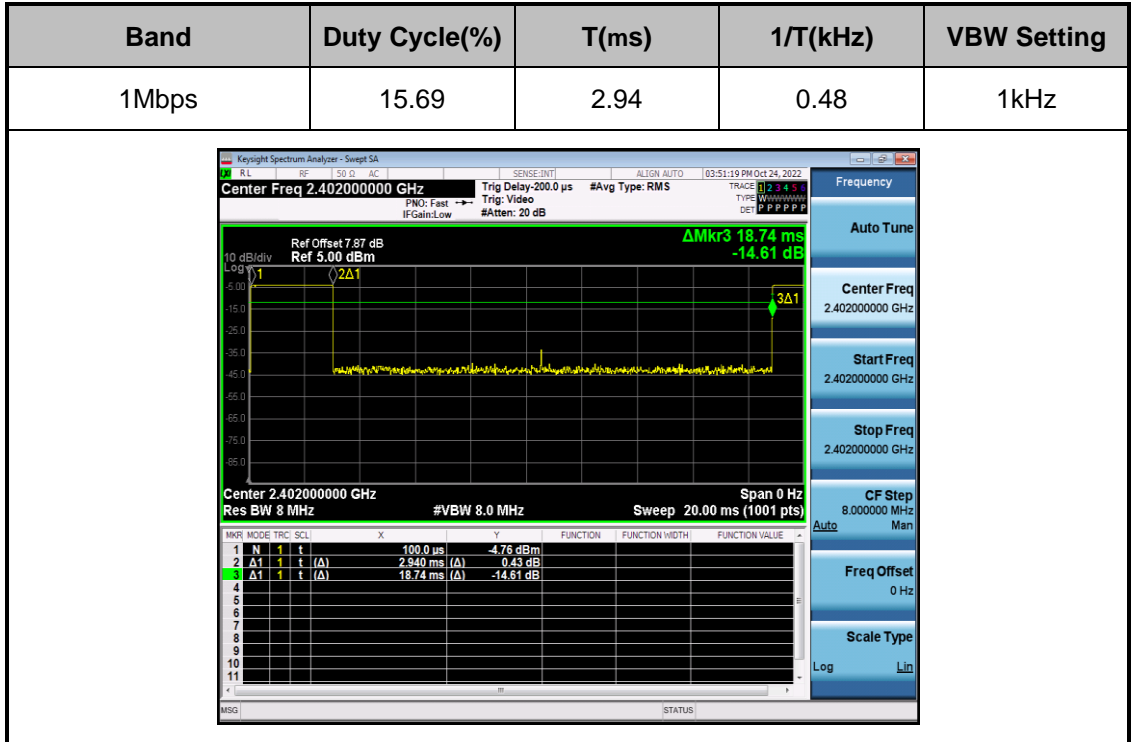 Band Duty Cycle(%) T(ms) 1/T(kHz) VBW Setting
1Mbps 15.69 2.94 0.48 1kHz
Keysight Spectrum Analyzer - Swept SA
RL RF 50 Ω AC SENSE:INT ALIGN AUTO 03:51:19 PM Oct 24, 2022
Center Freq 2.402000000 GHz
PNO: Fast
IFGain:Low
Trig Delay-200.0 µs #Avg Type: RMS
Trig: Video
#Atten: 20 dB
TRACE 1 2 3 4 5 6
TYPE WWWWWW
DET P P P P P P
Frequency
Auto Tune
Center Freq
2.402000000 GHz
Start Freq
2.402000000 GHz
Stop Freq
2.402000000 GHz
CF Step
8.000000 MHz
Auto Man
Freq Offset
0 Hz
Scale Type
Log Lin
ΔMkr3 18.74 ms
-14.61 dB
Ref Offset 7.87 dB
10 dB/div Ref 5.00 dBm
Log
1 2Δ1
3Δ1
-5.00
-15.0
-25.0
-35.0
-45.0
-55.0
-65.0
-75.0
-85.0
Center 2.402000000 GHz Span 0 Hz
Res BW 8 MHz #VBW 8.0 MHz Sweep 20.00 ms (1001 pts)
MKR MODE TRC SCL X Y FUNCTION FUNCTION WIDTH FUNCTION VALUE
1 N 1 t 100.0 µs -4.76 dBm
2 Δ1 1 t (Δ) 2.940 ms (Δ) 0.43 dB
3 Δ1 1 t (Δ) 18.74 ms (Δ) -14.61 dB
4
5
6
7
8
9
10
11
MSG STATUS